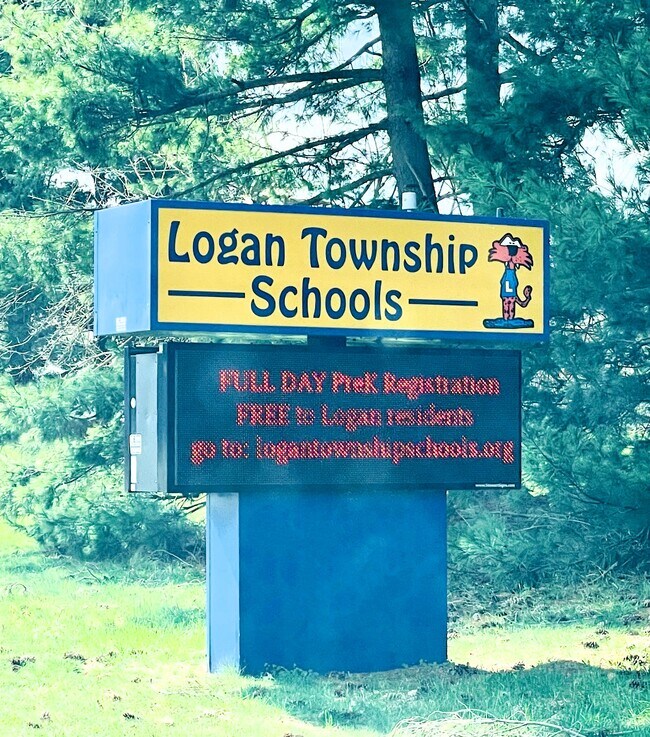 Logan Township
Schools
L
FULL DAY PreK Registration
FREE to Logan residents
go to: logantownshipschools.org